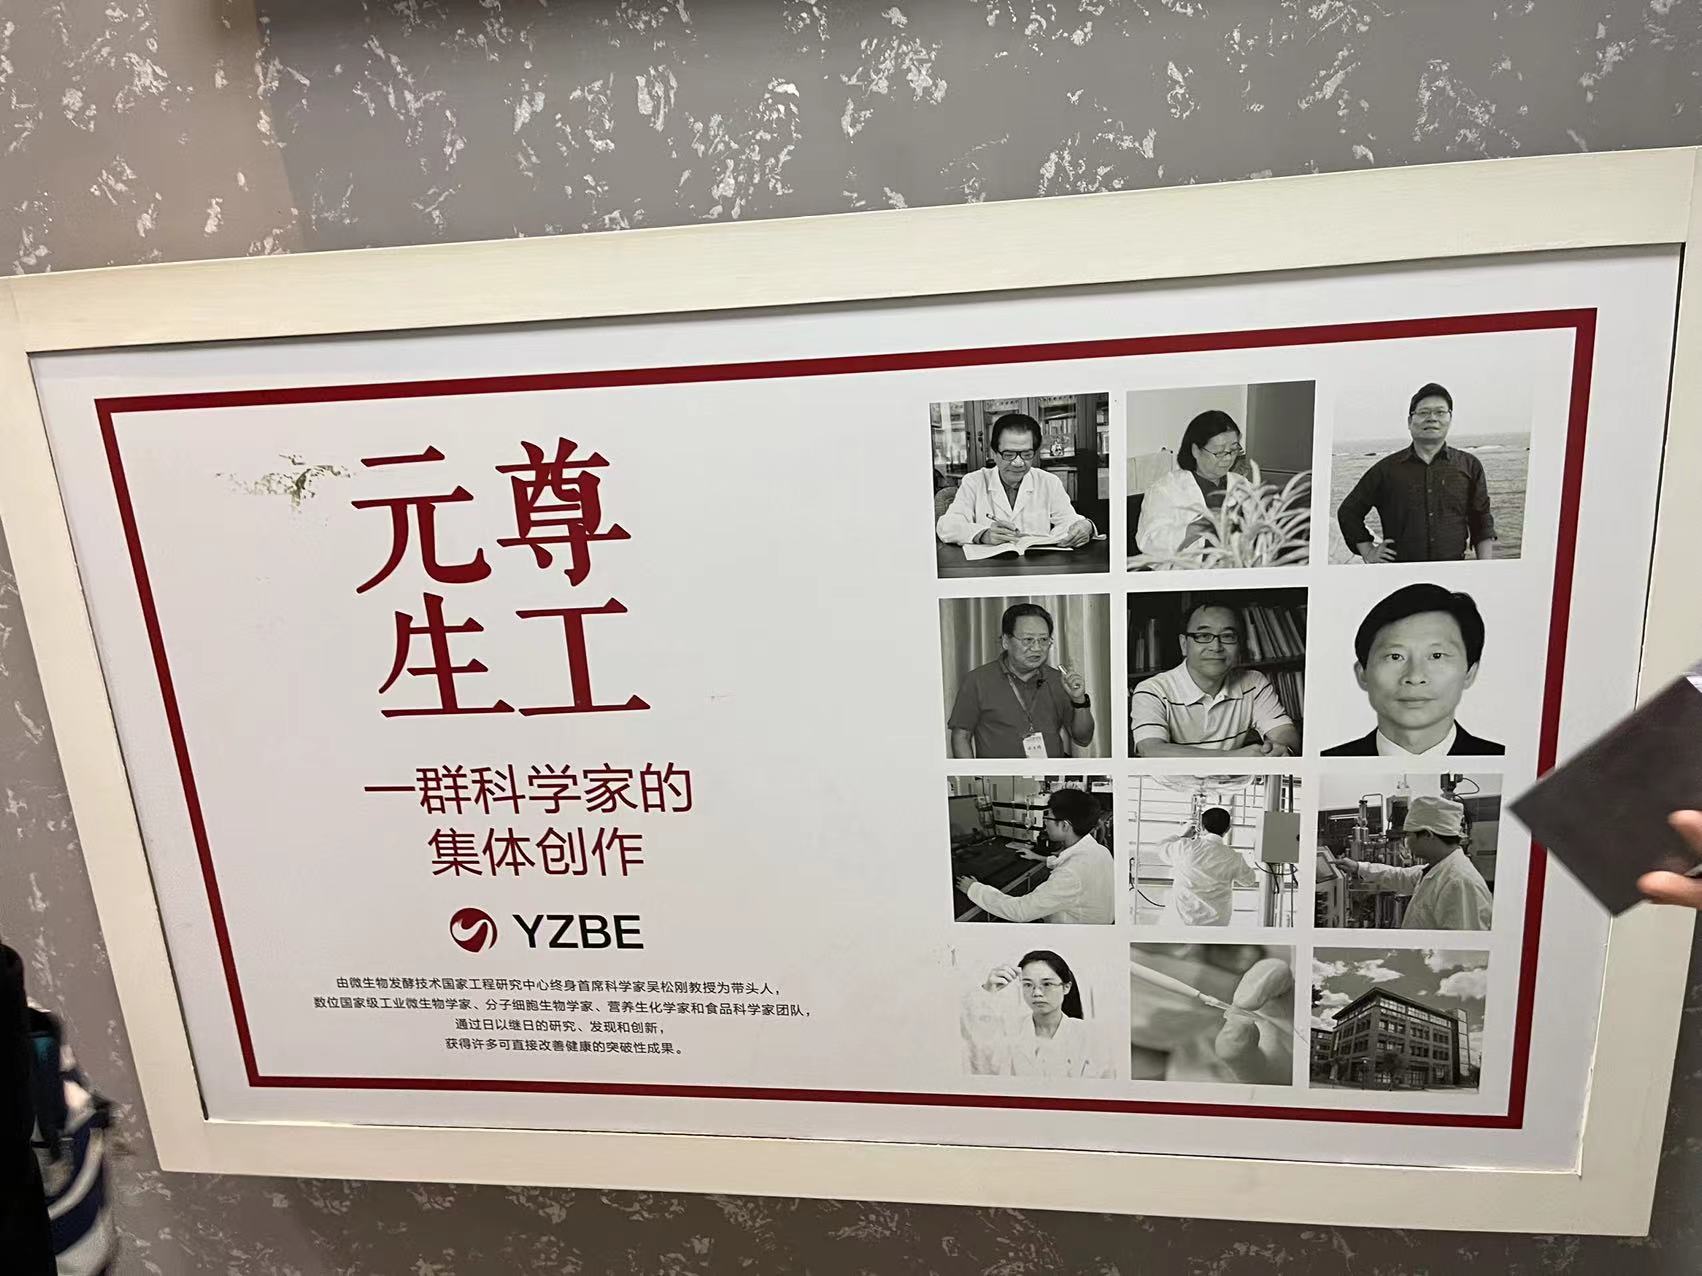 元尊
生工
一群科学家的
集体创作
YZBE
由微生物发酵技术国家工程研究中心终身首席科学家吴松刚教授为带头人，
数位国家级工业微生物学家、分子细胞生物学家、营养生化学家和食品科学家团队，
通过日以继日的研究、发现和创新，
获得许多可直接改善健康的突破性成果。